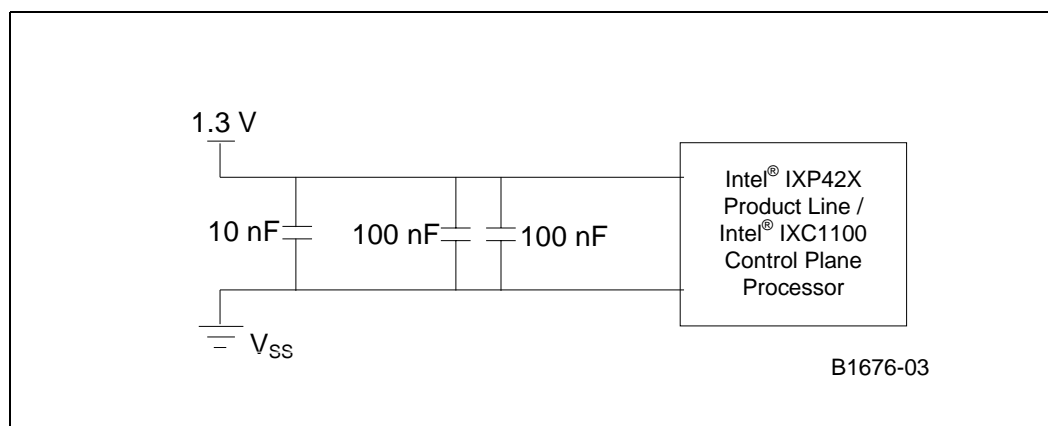 1.3 V
10 nF
100 nF
100 nF
VSS
Intel® IXP42X
Product Line /
Intel® IXC1100
Control Plane
Processor
B1676-03